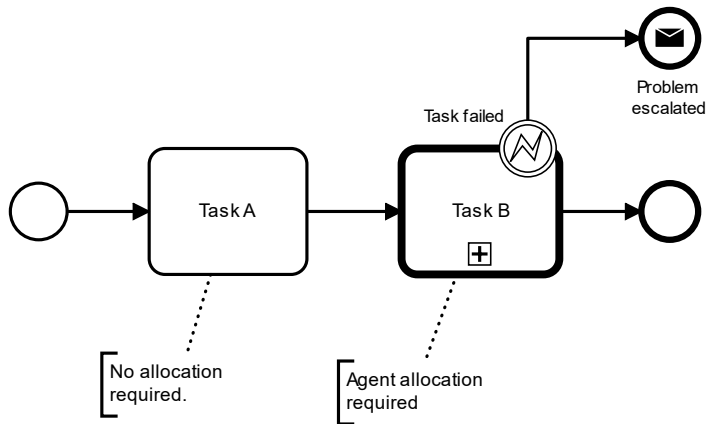 Problem
escalated
Task failed
Task A
Task B
No allocation
required.
Agent allocation
required